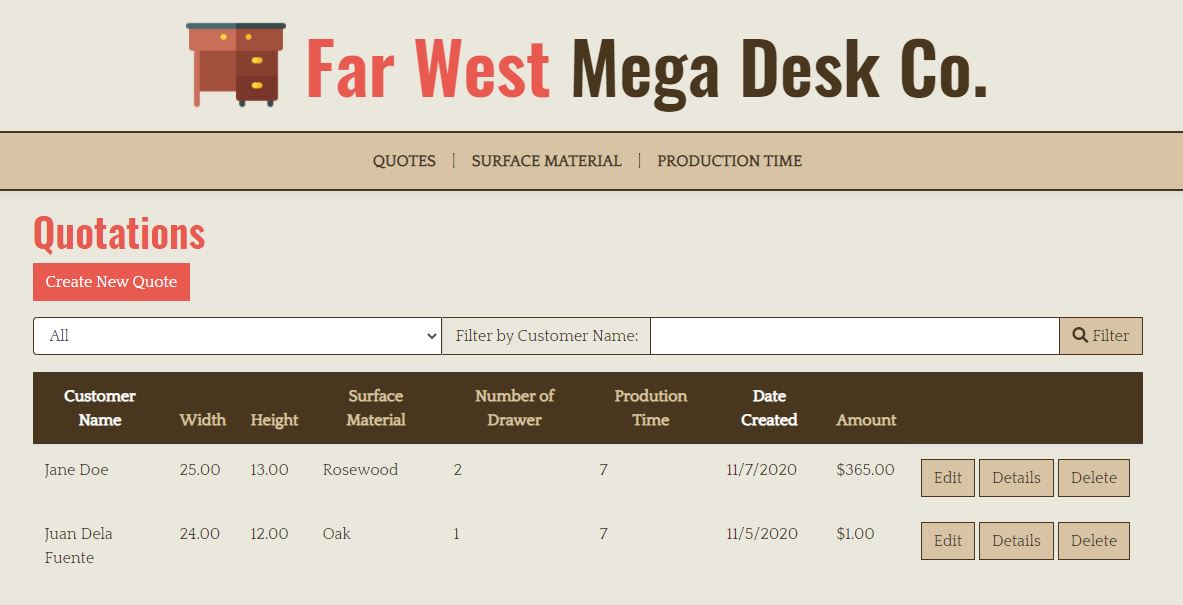 Far West Mega Desk Co.
QUOTES | SURFACE MATERIAL | PRODUCTION TIME
Quotations
Create New Quote
All Filter by Customer Name: Filter
Customer Name Width Height Surface Material Number of Drawer Prodution Time Date Created Amount
Jane Doe 25.00 13.00 Rosewood 2 7 11/7/2020 $365.00 Edit Details Delete
Juan Dela Fuente 24.00 12.00 Oak 1 7 11/5/2020 $1.00 Edit Details Delete